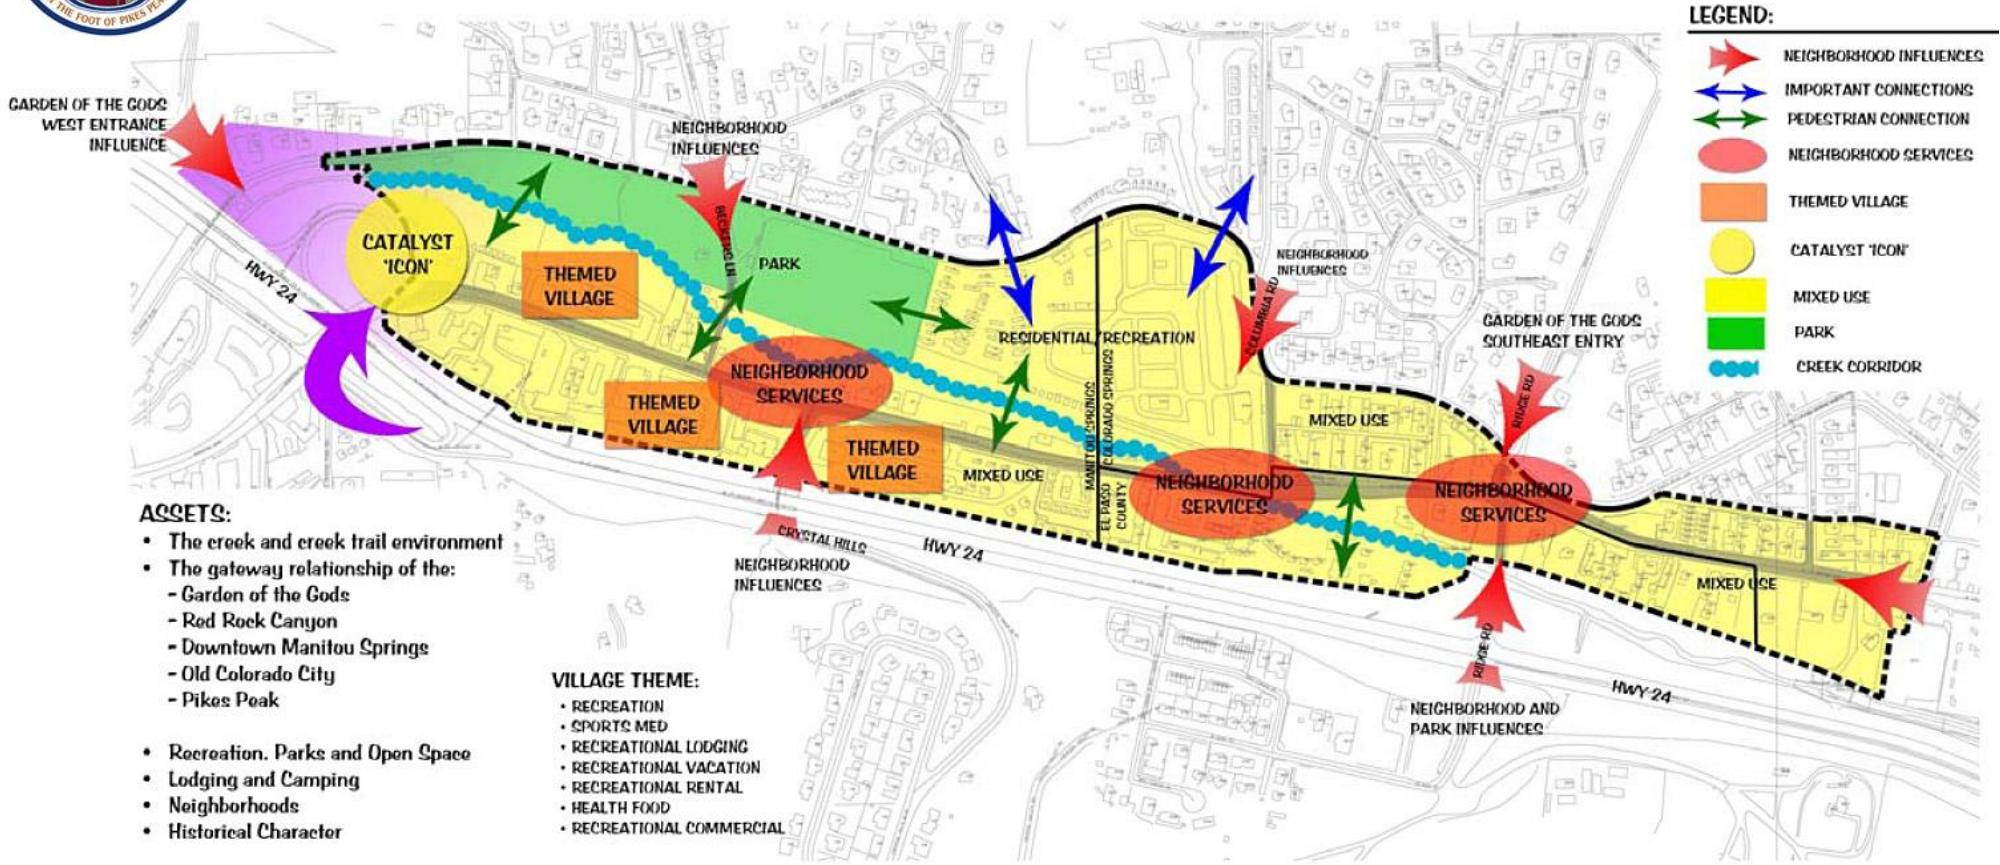 THE FOOT OF PIKES PEA
GARDEN OF THE GODS
WEST ENTRANCE
INFLUENCE
NEIGHBORHOOD
INFLUENCES
LEGEND:
NEIGHBORHOOD INFLUENCES
IMPORTANT CONNECTIONS
PEDESTRIAN CONNECTION
NEIGHBORHOOD SERVICES
THEMED VILLAGE
CATALYST 'ICON'
MIXED USE
PARK
CREEK CORRIDOR
CATALYST
'ICON'
HWY 24
THEMED
VILLAGE
BECKERS LN
PARK
NEIGHBORHOOD
INFLUENCES
COLUMBIA RD
RESIDENTIAL/RECREATION
GARDEN OF THE GODS
SOUTHEAST ENTRY
RIDGE RD
THEMED
VILLAGE
NEIGHBORHOOD
SERVICES
THEMED
VILLAGE
MIXED USE
MANITOU SPRINGS
COLORADO SPRINGS
EL PASO
COUNTY
MIXED USE
NEIGHBORHOOD
SERVICES
NEIGHBORHOOD
SERVICES
MIXED USE
CRYSTAL HILLS
NEIGHBORHOOD
INFLUENCES
HWY 24
RIDGE RD
NEIGHBORHOOD AND
PARK INFLUENCES
HWY 24
ASSETS:
• The creek and creek trail environment
• The gateway relationship of the:
- Garden of the Gods
- Red Rock Canyon
- Downtown Manitou Springs
- Old Colorado City
- Pikes Peak
• Recreation. Parks and Open Space
• Lodging and Camping
• Neighborhoods
• Historical Character
VILLAGE THEME:
• RECREATION
• SPORTS MED
• RECREATIONAL LODGING
• RECREATIONAL VACATION
• RECREATIONAL RENTAL
• HEALTH FOOD
• RECREATIONAL COMMERCIAL